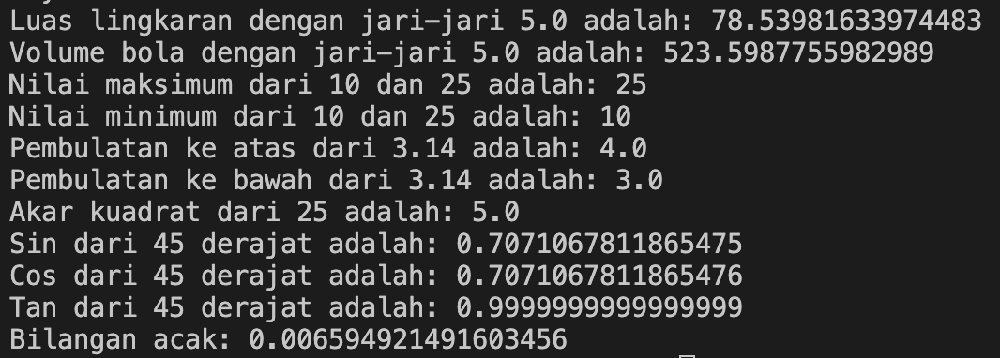 Luas lingkaran dengan jari-jari 5.0 adalah: 78.53981633974483
Volume bola dengan jari-jari 5.0 adalah: 523.5987755982989
Nilai maksimum dari 10 dan 25 adalah: 25
Nilai minimum dari 10 dan 25 adalah: 10
Pembulatan ke atas dari 3.14 adalah: 4.0
Pembulatan ke bawah dari 3.14 adalah: 3.0
Akar kuadrat dari 25 adalah: 5.0
Sin dari 45 derajat adalah: 0.7071067811865475
Cos dari 45 derajat adalah: 0.7071067811865476
Tan dari 45 derajat adalah: 0.9999999999999999
Bilangan acak: 0.006594921491603456